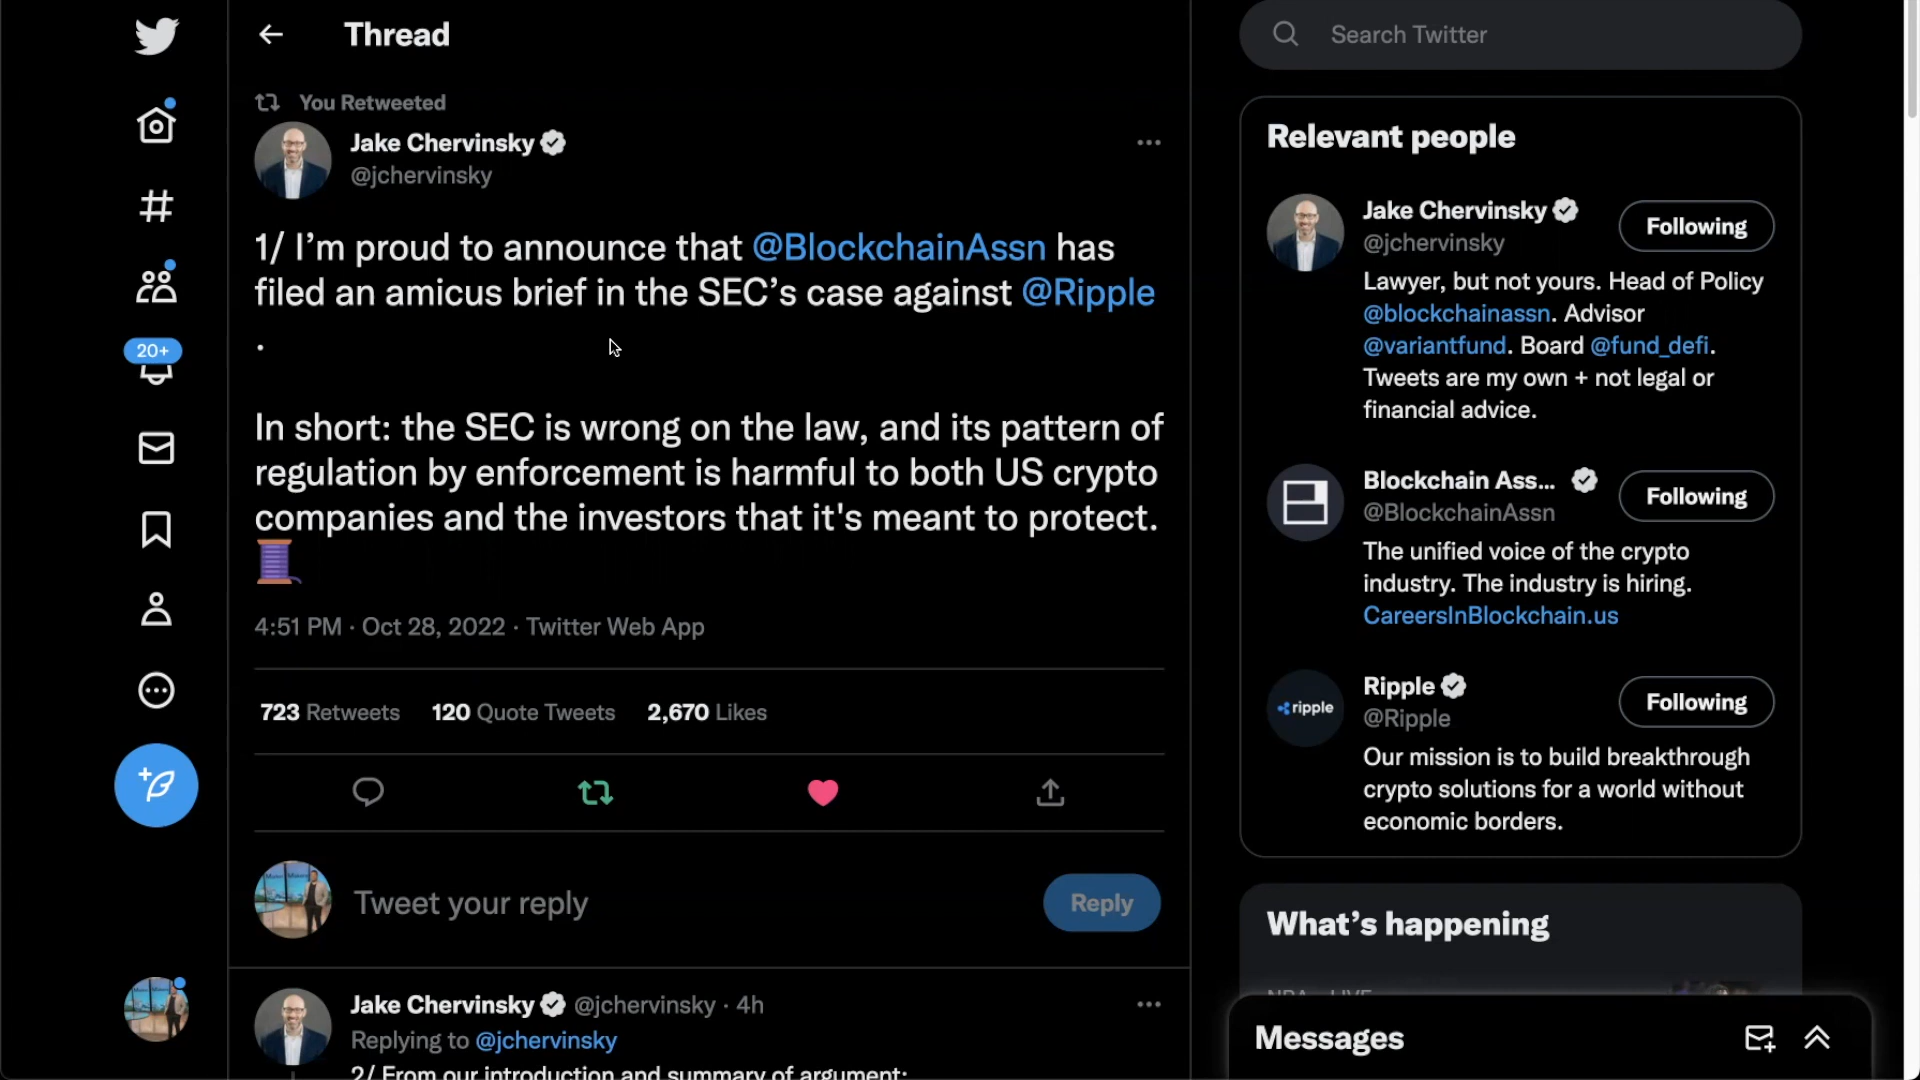 Thread
Search Twitter
You Retweeted
Jake Chervinsky
@jchervinsky
1/ I’m proud to announce that @BlockchainAssn has
filed an amicus brief in the SEC’s case against @Ripple
.
In short: the SEC is wrong on the law, and its pattern of
regulation by enforcement is harmful to both US crypto
companies and the investors that it's meant to protect.
4:51 PM · Oct 28, 2022 · Twitter Web App
723 Retweets 120 Quote Tweets 2,670 Likes
Tweet your reply
Reply
Jake Chervinsky @jchervinsky · 4h
Replying to @jchervinsky
2/ From our introduction and summary of argument:
20+
Relevant people
Jake Chervinsky
@jchervinsky
Following
Lawyer, but not yours. Head of Policy
@blockchainassn. Advisor
@variantfund. Board @fund_defi.
Tweets are my own + not legal or
financial advice.
Blockchain Ass...
@BlockchainAssn
Following
The unified voice of the crypto
industry. The industry is hiring.
CareersInBlockchain.us
ripple
Ripple
@Ripple
Following
Our mission is to build breakthrough
crypto solutions for a world without
economic borders.
What’s happening
NBA · LIVE
Messages